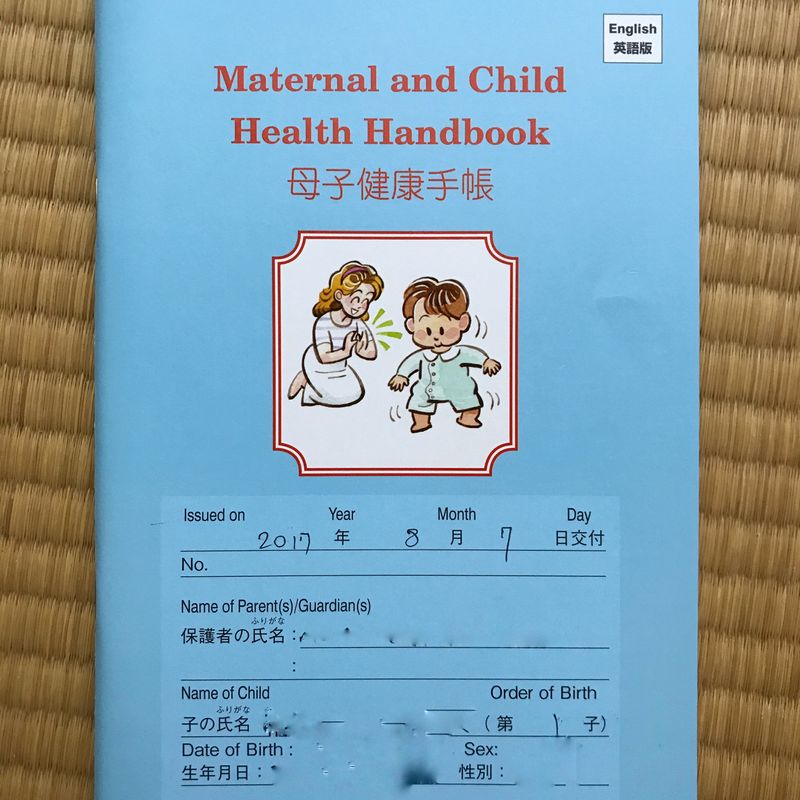 English
英語版
Maternal and Child
Health Handbook
母子健康手帳
Issued on Year Month Day
2017 年 8 月 7 日交付
No.
Name of Parent(s)/Guardian(s)
ふりがな
保護者の氏名 :
:
Name of Child Order of Birth
ふりがな
子の氏名 : (第 1 子)
Date of Birth : Sex:
生年月日 : 性別 :